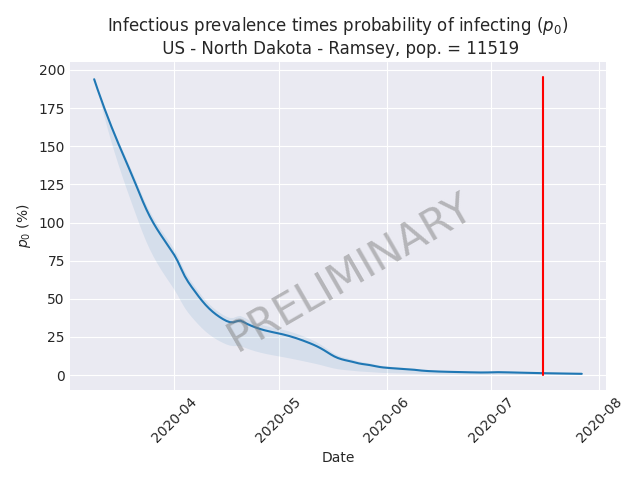 Infectious prevalence times probability of infecting (p₀)
US - North Dakota - Ramsey, pop. = 11519
200
175
150
125
100
75
50
25
0
p₀ (%)
PRELIMINARY
2020-04
2020-05
2020-06
2020-07
2020-08
Date